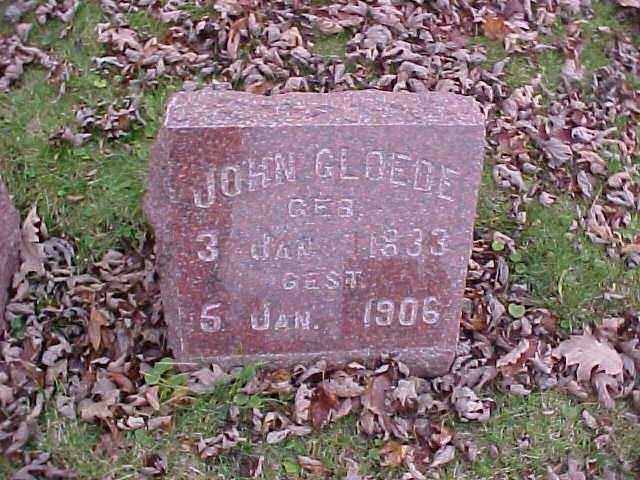 JOHN GLOEDE
GEB.
3 JAN. 1833
GEST.
5 JAN. 1906